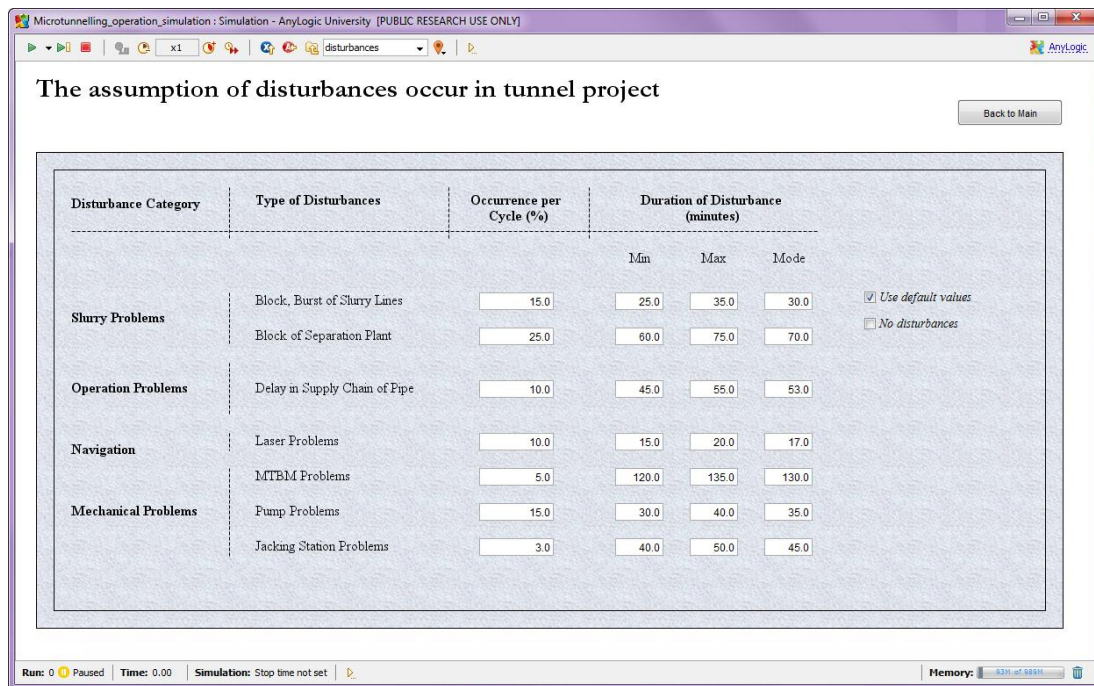 Microtunnelling_operation_simulation : Simulation - AnyLogic University [PUBLIC RESEARCH USE ONLY]
x1 disturbances AnyLogic
The assumption of disturbances occur in tunnel project
Back to Main
Disturbance Category Type of Disturbances Occurrence per Cycle (%) Duration of Disturbance (minutes)
Min Max Mode
Slurry Problems
Block, Burst of Slurry Lines 15.0 25.0 35.0 30.0
Use default values
Block of Separation Plant 25.0 60.0 75.0 70.0
No disturbances
Operation Problems Delay in Supply Chain of Pipe 10.0 45.0 55.0 53.0
Navigation Laser Problems 10.0 15.0 20.0 17.0
MTBM Problems 5.0 120.0 135.0 130.0
Mechanical Problems Pump Problems 15.0 30.0 40.0 35.0
Jacking Station Problems 3.0 40.0 50.0 45.0
Run: 0 Paused Time: 0.00 Simulation: Stop time not set Memory: 93M of 989M